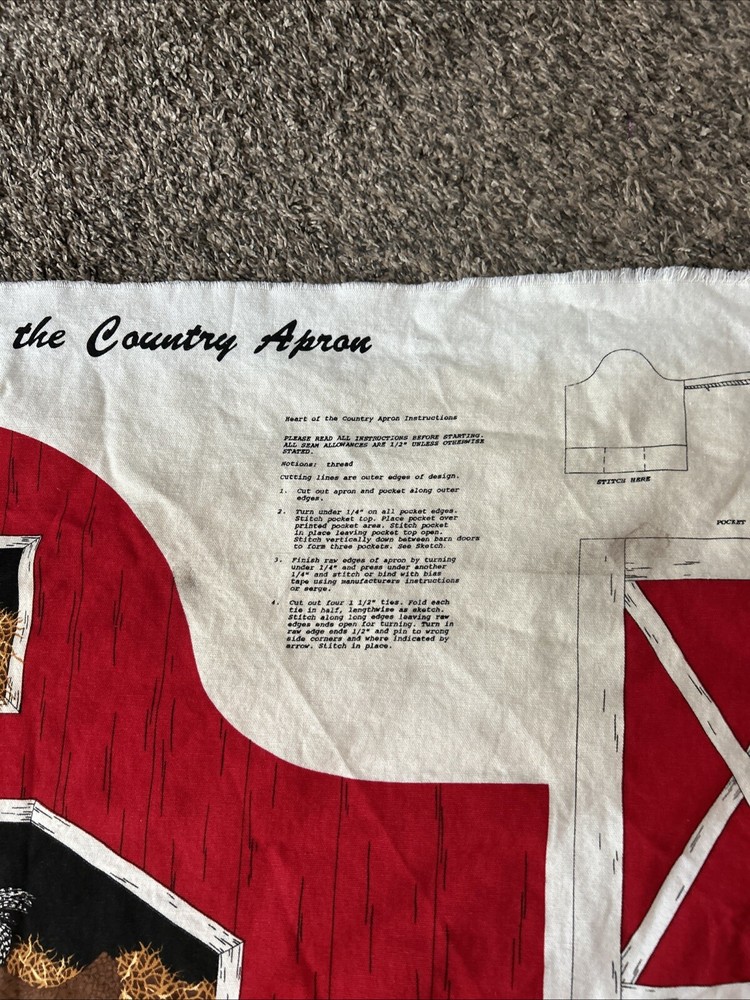 the Country Apron
Heart of the Country Apron Instructions
PLEASE READ ALL INSTRUCTIONS BEFORE STARTING.
ALL SEAM ALLOWANCES ARE 1/2" UNLESS OTHERWISE
STATED.
Notions: thread
Cutting lines are outer edges of design.
1. Cut out apron and pocket along outer
edges.
2. Turn under 1/4" on all pocket edges.
Stitch pocket top. Place pocket over
printed pocket area. Stitch pocket
in place leaving pocket top open.
Stitch vertically down between barn doors
to form three pockets. See Sketch.
3. Finish raw edges of apron by turning
under 1/4" and press under another
1/4" and stitch or bind with bias
tape using manufacturers instructions
or serge.
4. Cut out four 1 1/2" ties. Fold each
tie in half, lengthwise as sketch.
Stitch along long edges leaving raw
edges ends open for turning. Turn in
raw edge ends 1/2" and pin to wrong
side corners and where indicated by
arrow. Stitch in place.
STITCH HERE
POCKET